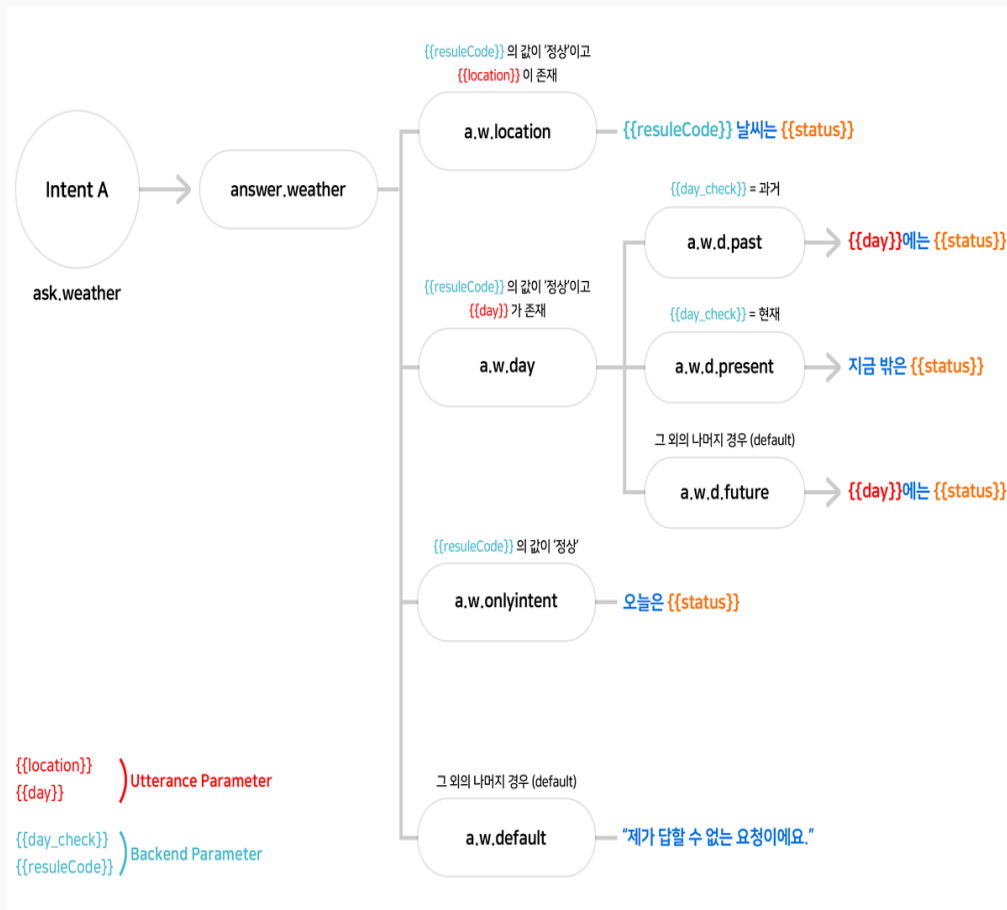 {{resuleCode}} 의 값이 '정상'이고
{{location}} 이 존재
a.w.location
{{resuleCode}} 날씨는 {{status}}
Intent A
answer.weather
ask.weather
{{day_check}} = 과거
a.w.d.past
{{day}}에는 {{status}}
{{resuleCode}} 의 값이 '정상'이고
{{day}} 가 존재
a.w.day
{{day_check}} = 현재
a.w.d.present
지금 밖은 {{status}}
그 외의 나머지 경우 (default)
a.w.d.future
{{day}}에는 {{status}}
{{resuleCode}} 의 값이 '정상'
a.w.onlyintent
오늘은 {{status}}
그 외의 나머지 경우 (default)
a.w.default
“제가 답할 수 없는 요청이에요.”
{{location}}
{{day}}
Utterance Parameter
{{day_check}}
{{resuleCode}}
Backend Parameter